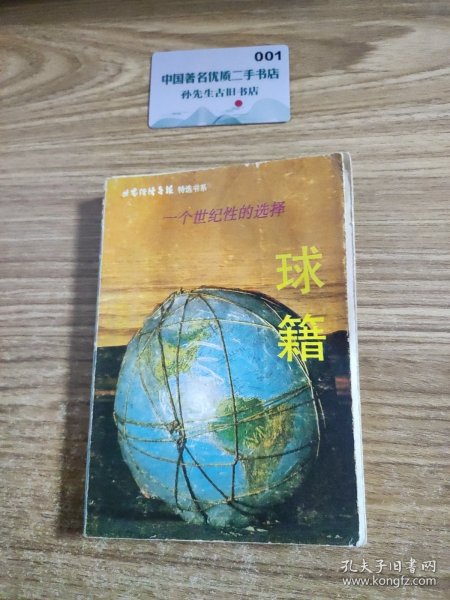 001
中国著名优质二手书店
孙先生古旧书店
世界经济导报 特选书系
一个世纪性的选择
球
籍
孔夫子旧书网
www.kongfz.com